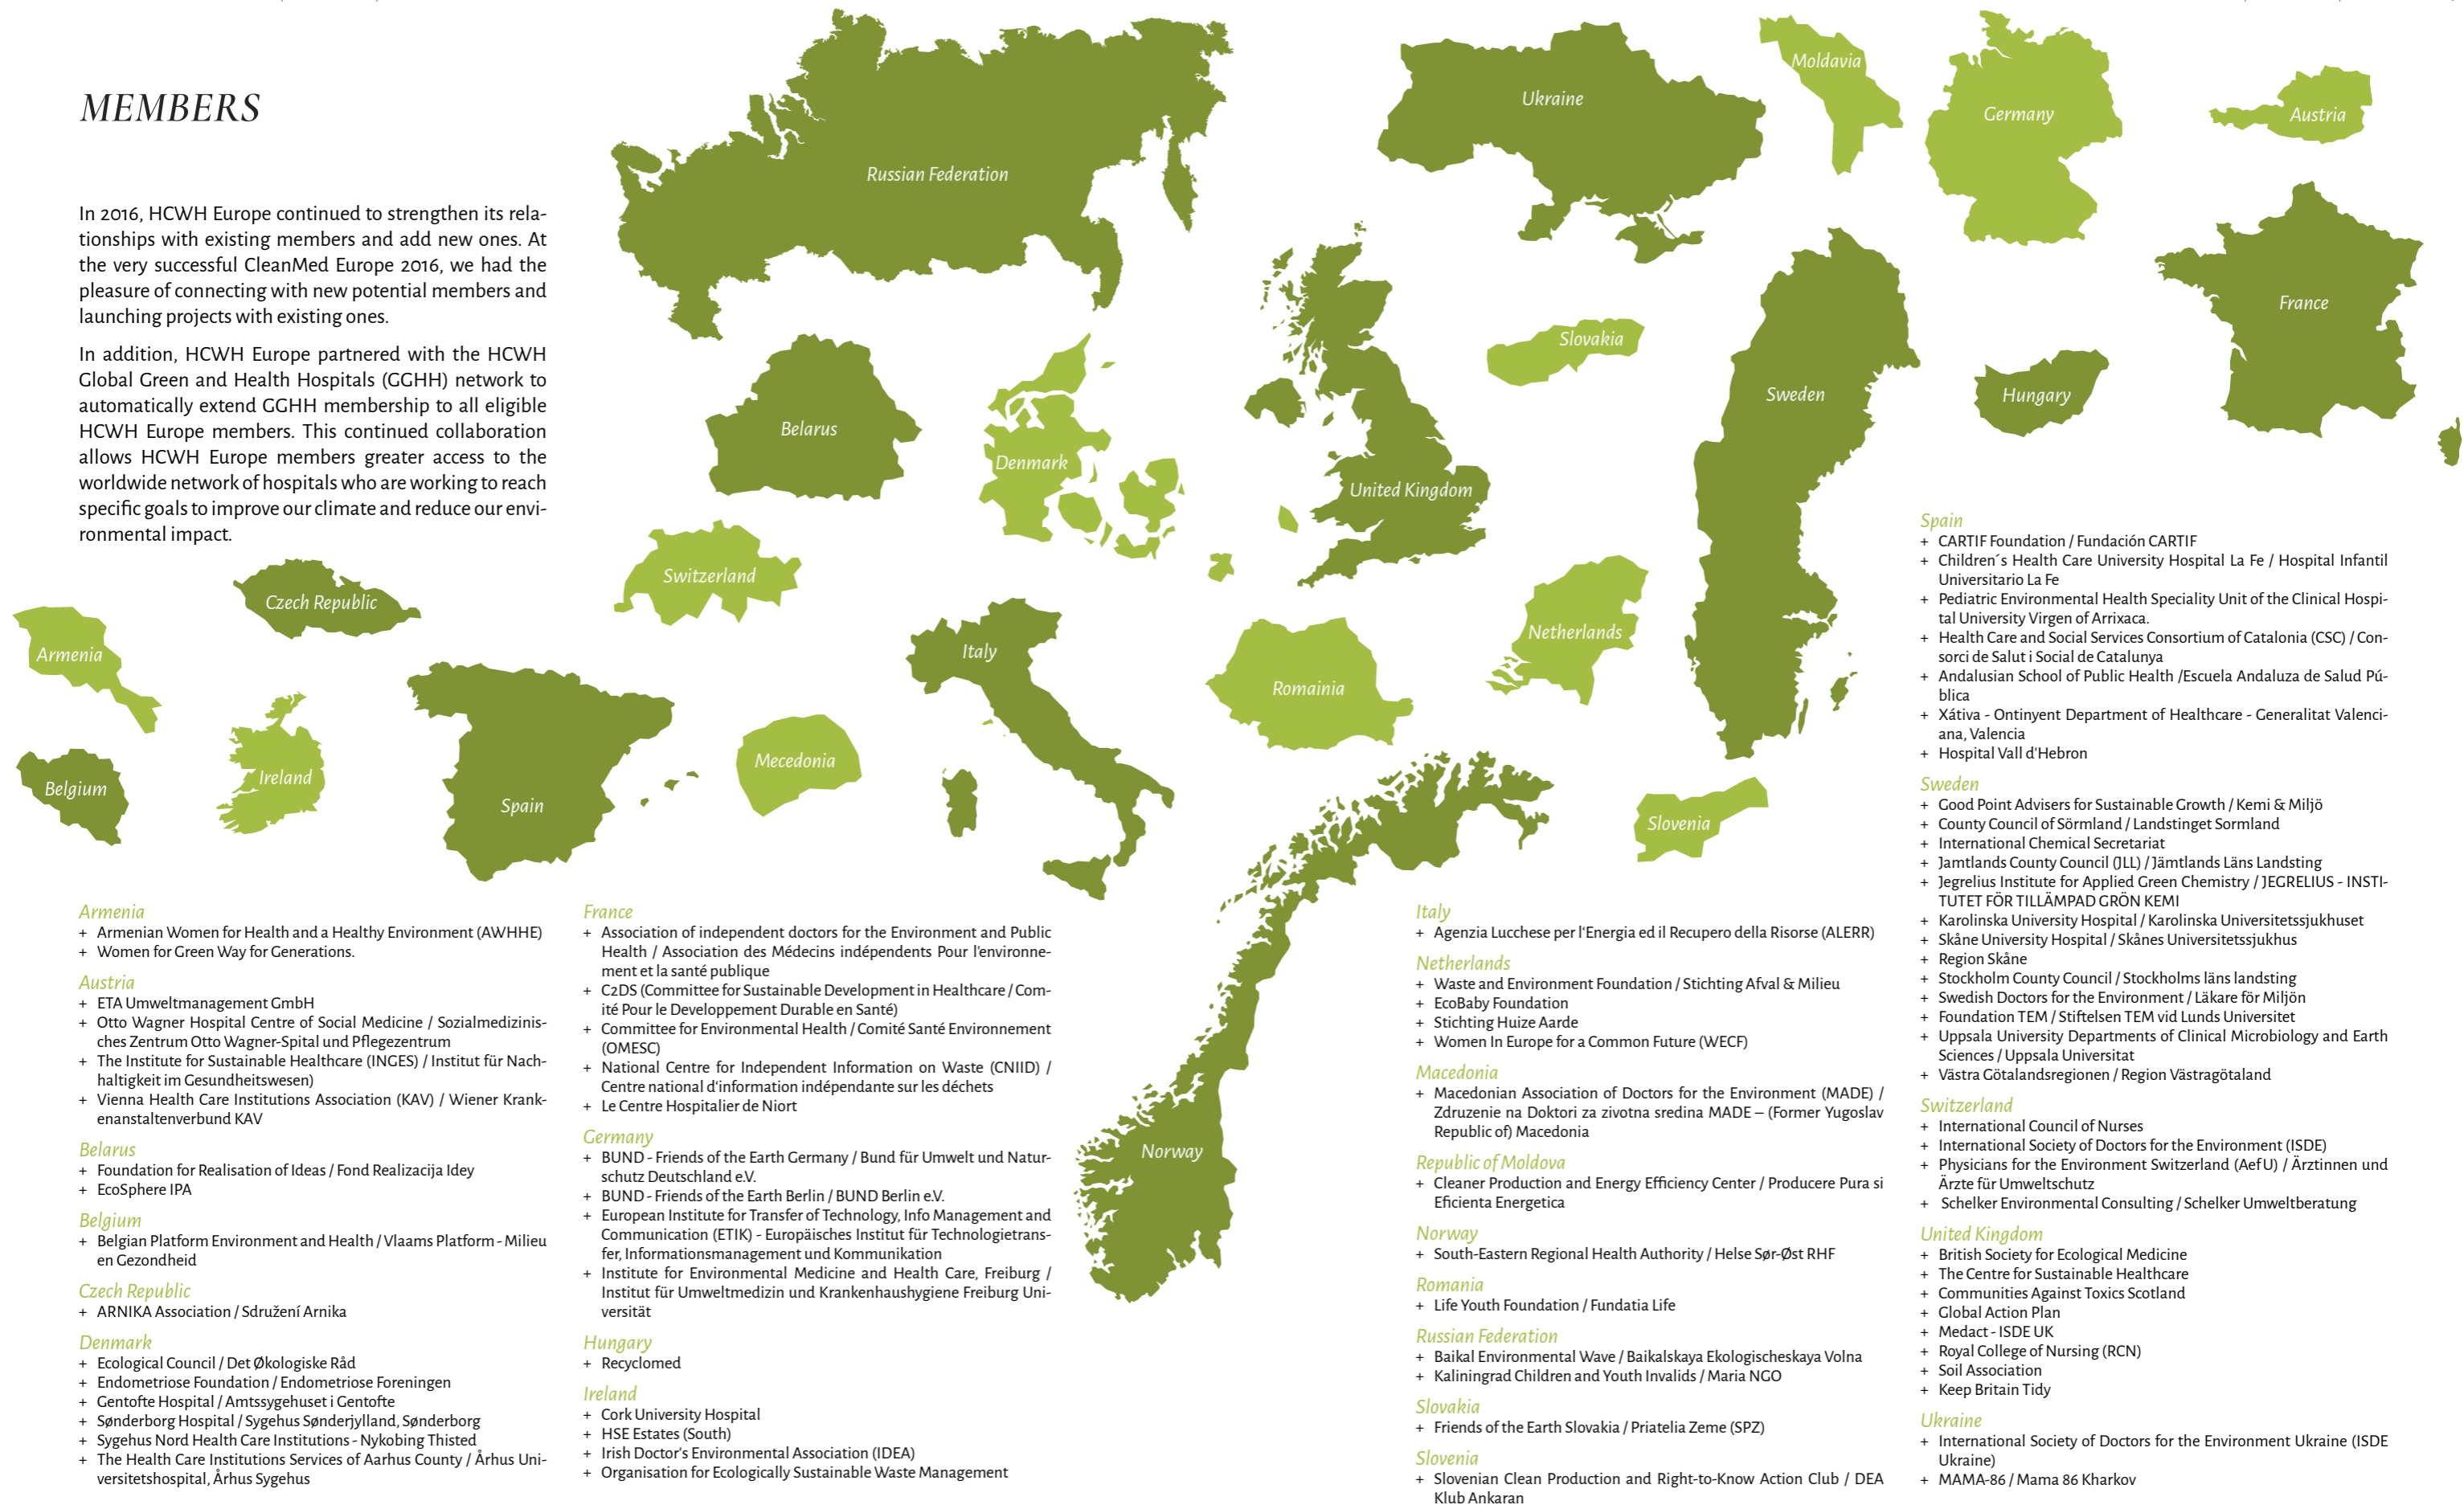 MEMBERS
In 2016, HCWH Europe continued to strengthen its rela-
tionships with existing members and add new ones. At
the very successful CleanMed Europe 2016, we had the
pleasure of connecting with new potential members and
launching projects with existing ones.
In addition, HCWH Europe partnered with the HCWH
Global Green and Health Hospitals (GGHH) network to
automatically extend GGHH membership to all eligible
HCWH Europe members. This continued collaboration
allows HCWH Europe members greater access to the
worldwide network of hospitals who are working to reach
specific goals to improve our climate and reduce our envi-
ronmental impact.
Russian Federation
Ukraine
Moldavia
Germany
Austria
France
Belarus
Denmark
United Kingdom
Slovakia
Sweden
Hungary
Switzerland
Czech Republic
Armenia
Italy
Romainia
Netherlands
Belgium
Ireland
Spain
Mecedonia
Slovenia
Norway
Armenia
+ Armenian Women for Health and a Healthy Environment (AWHHE)
+ Women for Green Way for Generations.
Austria
+ ETA Umweltmanagement GmbH
+ Otto Wagner Hospital Centre of Social Medicine / Sozialmedizinis-
ches Zentrum Otto Wagner-Spital und Pflegezentrum
+ The Institute for Sustainable Healthcare (INGES) / Institut für Nach-
haltigkeit im Gesundheitswesen)
+ Vienna Health Care Institutions Association (KAV) / Wiener Krank-
enanstaltenverbund KAV
Belarus
+ Foundation for Realisation of Ideas / Fond Realizacija Idey
+ EcoSphere IPA
Belgium
+ Belgian Platform Environment and Health / Vlaams Platform - Milieu
en Gezondheid
Czech Republic
+ ARNIKA Association / Sdružení Arnika
Denmark
+ Ecological Council / Det Økologiske Råd
+ Endometriose Foundation / Endometriose Foreningen
+ Gentofte Hospital / Amtssygehuset i Gentofte
+ Sønderborg Hospital / Sygehus Sønderjylland, Sønderborg
+ Sygehus Nord Health Care Institutions - Nykobing Thisted
+ The Health Care Institutions Services of Aarhus County / Århus Uni-
versitetshospital, Århus Sygehus
France
+ Association of independent doctors for the Environment and Public
Health / Association des Médecins indépendents Pour l'environne-
ment et la santé publique
+ C2DS (Committee for Sustainable Development in Healthcare / Com-
ité Pour le Developpement Durable en Santé)
+ Committee for Environmental Health / Comité Santé Environnement
(OMESC)
+ National Centre for Independent Information on Waste (CNIID) /
Centre national d'information indépendante sur les déchets
+ Le Centre Hospitalier de Niort
Germany
+ BUND - Friends of the Earth Germany / Bund für Umwelt und Natur-
schutz Deutschland e.V.
+ BUND - Friends of the Earth Berlin / BUND Berlin e.V.
+ European Institute for Transfer of Technology, Info Management and
Communication (ETIK) - Europäisches Institut für Technologietrans-
fer, Informationsmanagement und Kommunikation
+ Institute for Environmental Medicine and Health Care, Freiburg /
Institut für Umweltmedizin und Krankenhaushygiene Freiburg Uni-
versität
Hungary
+ Recyclomed
Ireland
+ Cork University Hospital
+ HSE Estates (South)
+ Irish Doctor's Environmental Association (IDEA)
+ Organisation for Ecologically Sustainable Waste Management
Italy
+ Agenzia Lucchese per l'Energia ed il Recupero della Risorse (ALERR)
Netherlands
+ Waste and Environment Foundation / Stichting Afval & Milieu
+ EcoBaby Foundation
+ Stichting Huize Aarde
+ Women In Europe for a Common Future (WECF)
Macedonia
+ Macedonian Association of Doctors for the Environment (MADE) /
Zdruzenie na Doktori za zivotna sredina MADE – (Former Yugoslav
Republic of) Macedonia
Republic of Moldova
+ Cleaner Production and Energy Efficiency Center / Producere Pura si
Eficienta Energetica
Norway
+ South-Eastern Regional Health Authority / Helse Sør-Øst RHF
Romania
+ Life Youth Foundation / Fundatia Life
Russian Federation
+ Baikal Environmental Wave / Baikalskaya Ekologischeskaya Volna
+ Kaliningrad Children and Youth Invalids / Maria NGO
Slovakia
+ Friends of the Earth Slovakia / Priatelia Zeme (SPZ)
Slovenia
+ Slovenian Clean Production and Right-to-Know Action Club / DEA
Klub Ankaran
Spain
+ CARTIF Foundation / Fundación CARTIF
+ Children´s Health Care University Hospital La Fe / Hospital Infantil
Universitario La Fe
+ Pediatric Environmental Health Speciality Unit of the Clinical Hospi-
tal University Virgen of Arrixaca.
+ Health Care and Social Services Consortium of Catalonia (CSC) / Con-
sorci de Salut i Social de Catalunya
+ Andalusian School of Public Health /Escuela Andaluza de Salud Pú-
blica
+ Xátiva - Ontinyent Department of Healthcare - Generalitat Valenci-
ana, Valencia
+ Hospital Vall d'Hebron
Sweden
+ Good Point Advisers for Sustainable Growth / Kemi & Miljö
+ County Council of Sörmland / Landstinget Sormland
+ International Chemical Secretariat
+ Jamtlands County Council (JLL) / Jämtlands Läns Landsting
+ Jegrelius Institute for Applied Green Chemistry / JEGRELIUS - INSTI-
TUTET FÖR TILLÄMPAD GRÖN KEMI
+ Karolinska University Hospital / Karolinska Universitetssjukhuset
+ Skåne University Hospital / Skånes Universitetssjukhus
+ Region Skåne
+ Stockholm County Council / Stockholms läns landsting
+ Swedish Doctors for the Environment / Läkare för Miljön
+ Foundation TEM / Stiftelsen TEM vid Lunds Universitet
+ Uppsala University Departments of Clinical Microbiology and Earth
Sciences / Uppsala Universitat
+ Västra Götalandsregionen / Region Västragötaland
Switzerland
+ International Council of Nurses
+ International Society of Doctors for the Environment (ISDE)
+ Physicians for the Environment Switzerland (AefU) / Ärztinnen und
Ärzte für Umweltschutz
+ Schelker Environmental Consulting / Schelker Umweltberatung
United Kingdom
+ British Society for Ecological Medicine
+ The Centre for Sustainable Healthcare
+ Communities Against Toxics Scotland
+ Global Action Plan
+ Medact - ISDE UK
+ Royal College of Nursing (RCN)
+ Soil Association
+ Keep Britain Tidy
Ukraine
+ International Society of Doctors for the Environment Ukraine (ISDE
Ukraine)
+ MAMA-86 / Mama 86 Kharkov